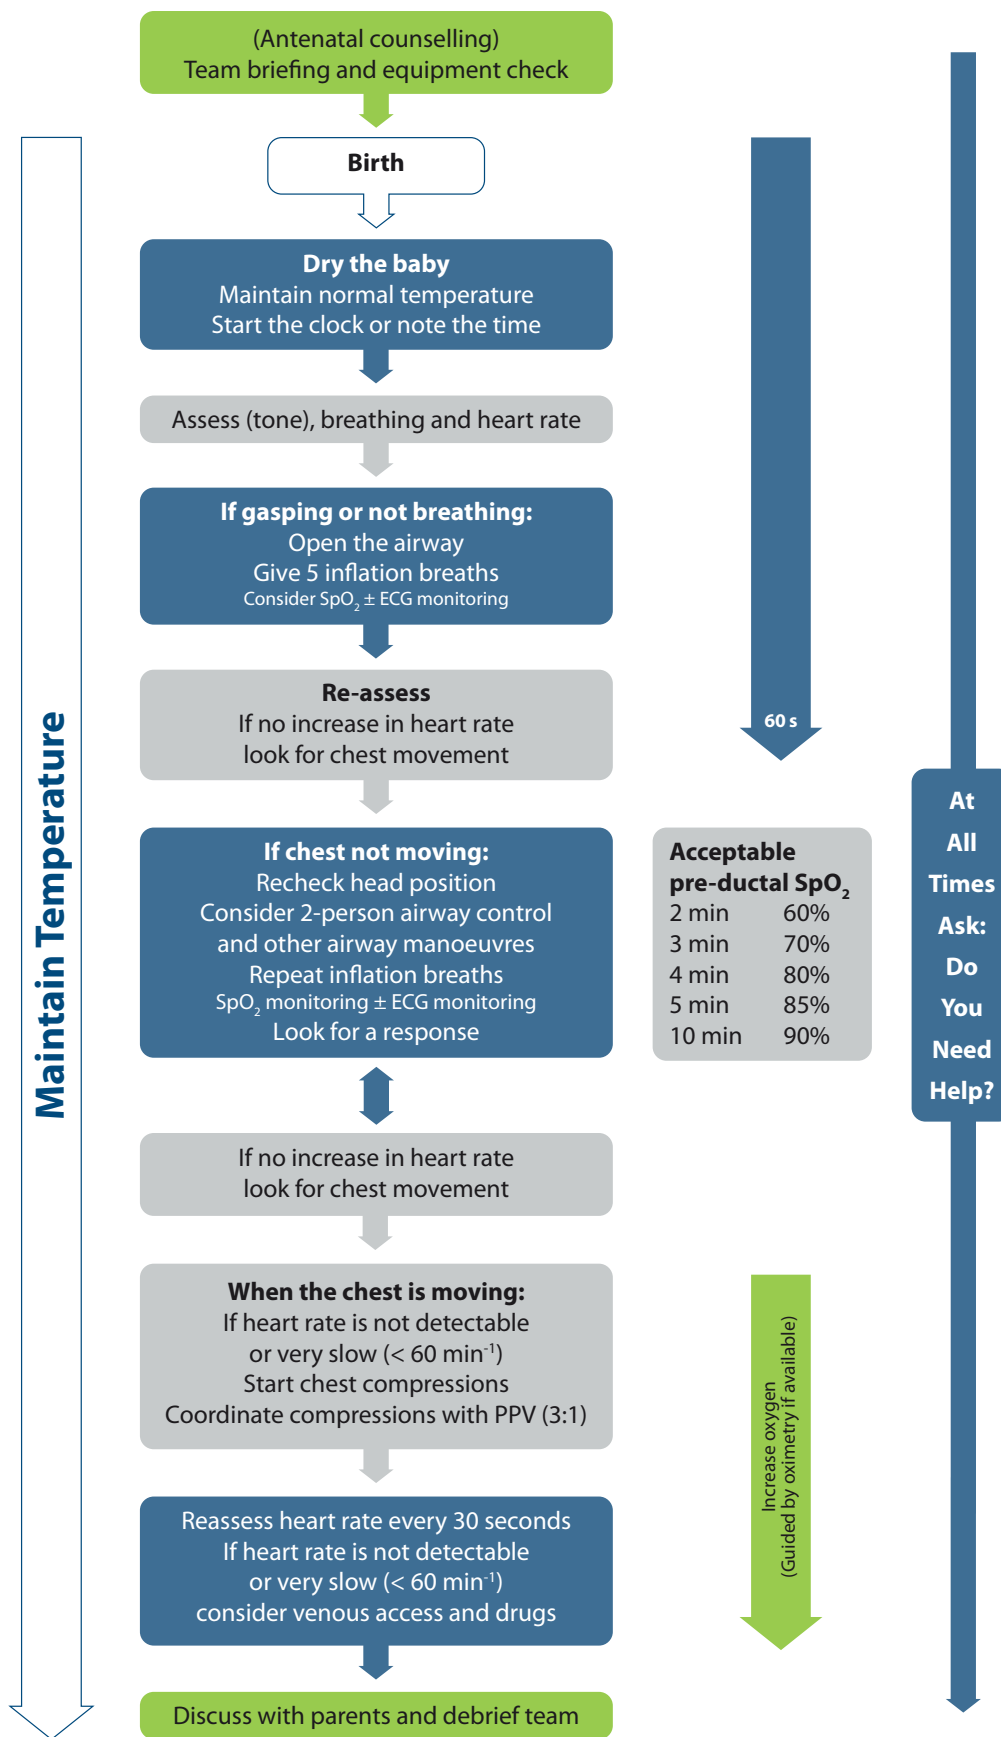 (Antenatal counselling)
Team briefing and equipment check
Birth
Dry the baby
Maintain normal temperature
Start the clock or note the time
Assess (tone), breathing and heart rate
If gasping or not breathing:
Open the airway
Give 5 inflation breaths
Consider SpO₂ ± ECG monitoring
Re-assess
If no increase in heart rate
look for chest movement
If chest not moving:
Recheck head position
Consider 2-person airway control
and other airway manoeuvres
Repeat inflation breaths
SpO₂ monitoring ± ECG monitoring
Look for a response
If no increase in heart rate
look for chest movement
When the chest is moving:
If heart rate is not detectable
or very slow (< 60 min⁻¹)
Start chest compressions
Coordinate compressions with PPV (3:1)
Reassess heart rate every 30 seconds
If heart rate is not detectable
or very slow (< 60 min⁻¹)
consider venous access and drugs
Discuss with parents and debrief team
Maintain Temperature
60 s
Acceptable
pre-ductal SpO₂
2 min 60%
3 min 70%
4 min 80%
5 min 85%
10 min 90%
Increase oxygen
(Guided by oximetry if available)
At
All
Times
Ask:
Do
You
Need
Help?